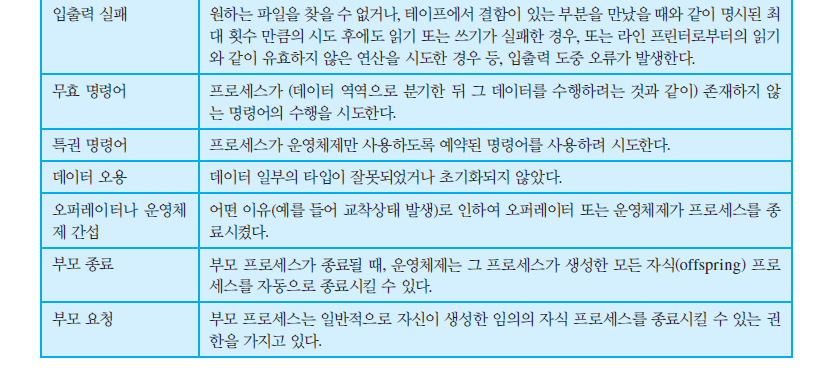 입출력 실패
원하는 파일을 찾을 수 없거나, 테이프에서 결함이 있는 부분을 만났을 때와 같이 명시된 최
대 횟수 만큼의 시도 후에도 읽기 또는 쓰기가 실패한 경우, 또는 라인 프린터로부터의 읽기
와 같이 유효하지 않은 연산을 시도한 경우 등, 입출력 도중 오류가 발생한다.
무효 명령어
프로세스가 (데이터 역역으로 분기한 뒤 그 데이터를 수행하려는 것과 같이) 존재하지 않
는 명령어의 수행을 시도한다.
특권 명령어
프로세스가 운영체제만 사용하도록 예약된 명령어를 사용하려 시도한다.
데이터 오용
데이터 일부의 타입이 잘못되었거나 초기화되지 않았다.
오퍼레이터나 운영체
제 간섭
어떤 이유(예를 들어 교착상태 발생)로 인하여 오퍼레이터 또는 운영체제가 프로세스를 종
료시켰다.
부모 종료
부모 프로세스가 종료될 때, 운영체제는 그 프로세스가 생성한 모든 자식(offspring) 프로
세스를 자동으로 종료시킬 수 있다.
부모 요청
부모 프로세스는 일반적으로 자신이 생성한 임의의 자식 프로세스를 종료시킬 수 있는 권
한을 가지고 있다.